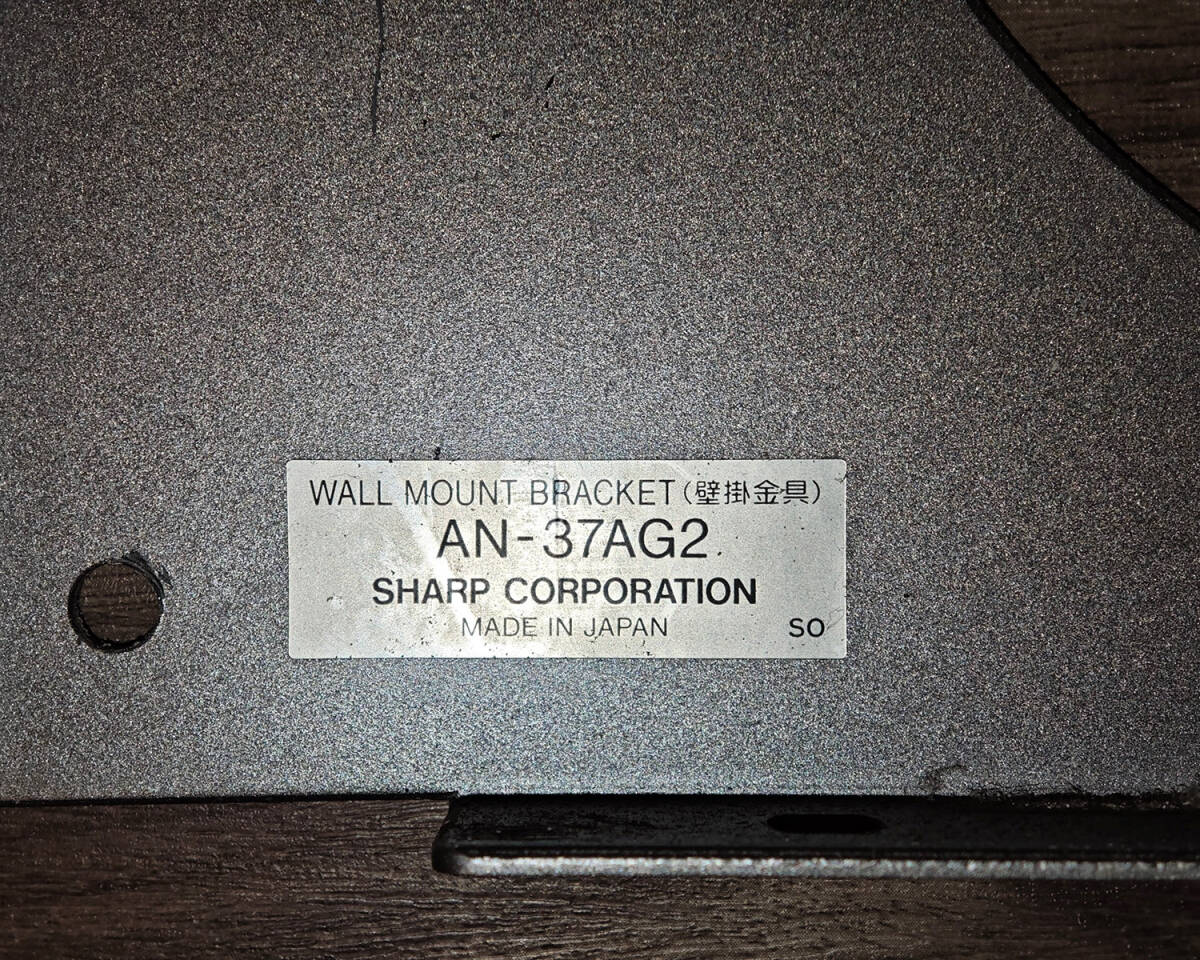 WALL MOUNT BRACKET(壁掛金具)
AN-37AG2
SHARP CORPORATION
MADE IN JAPAN SO